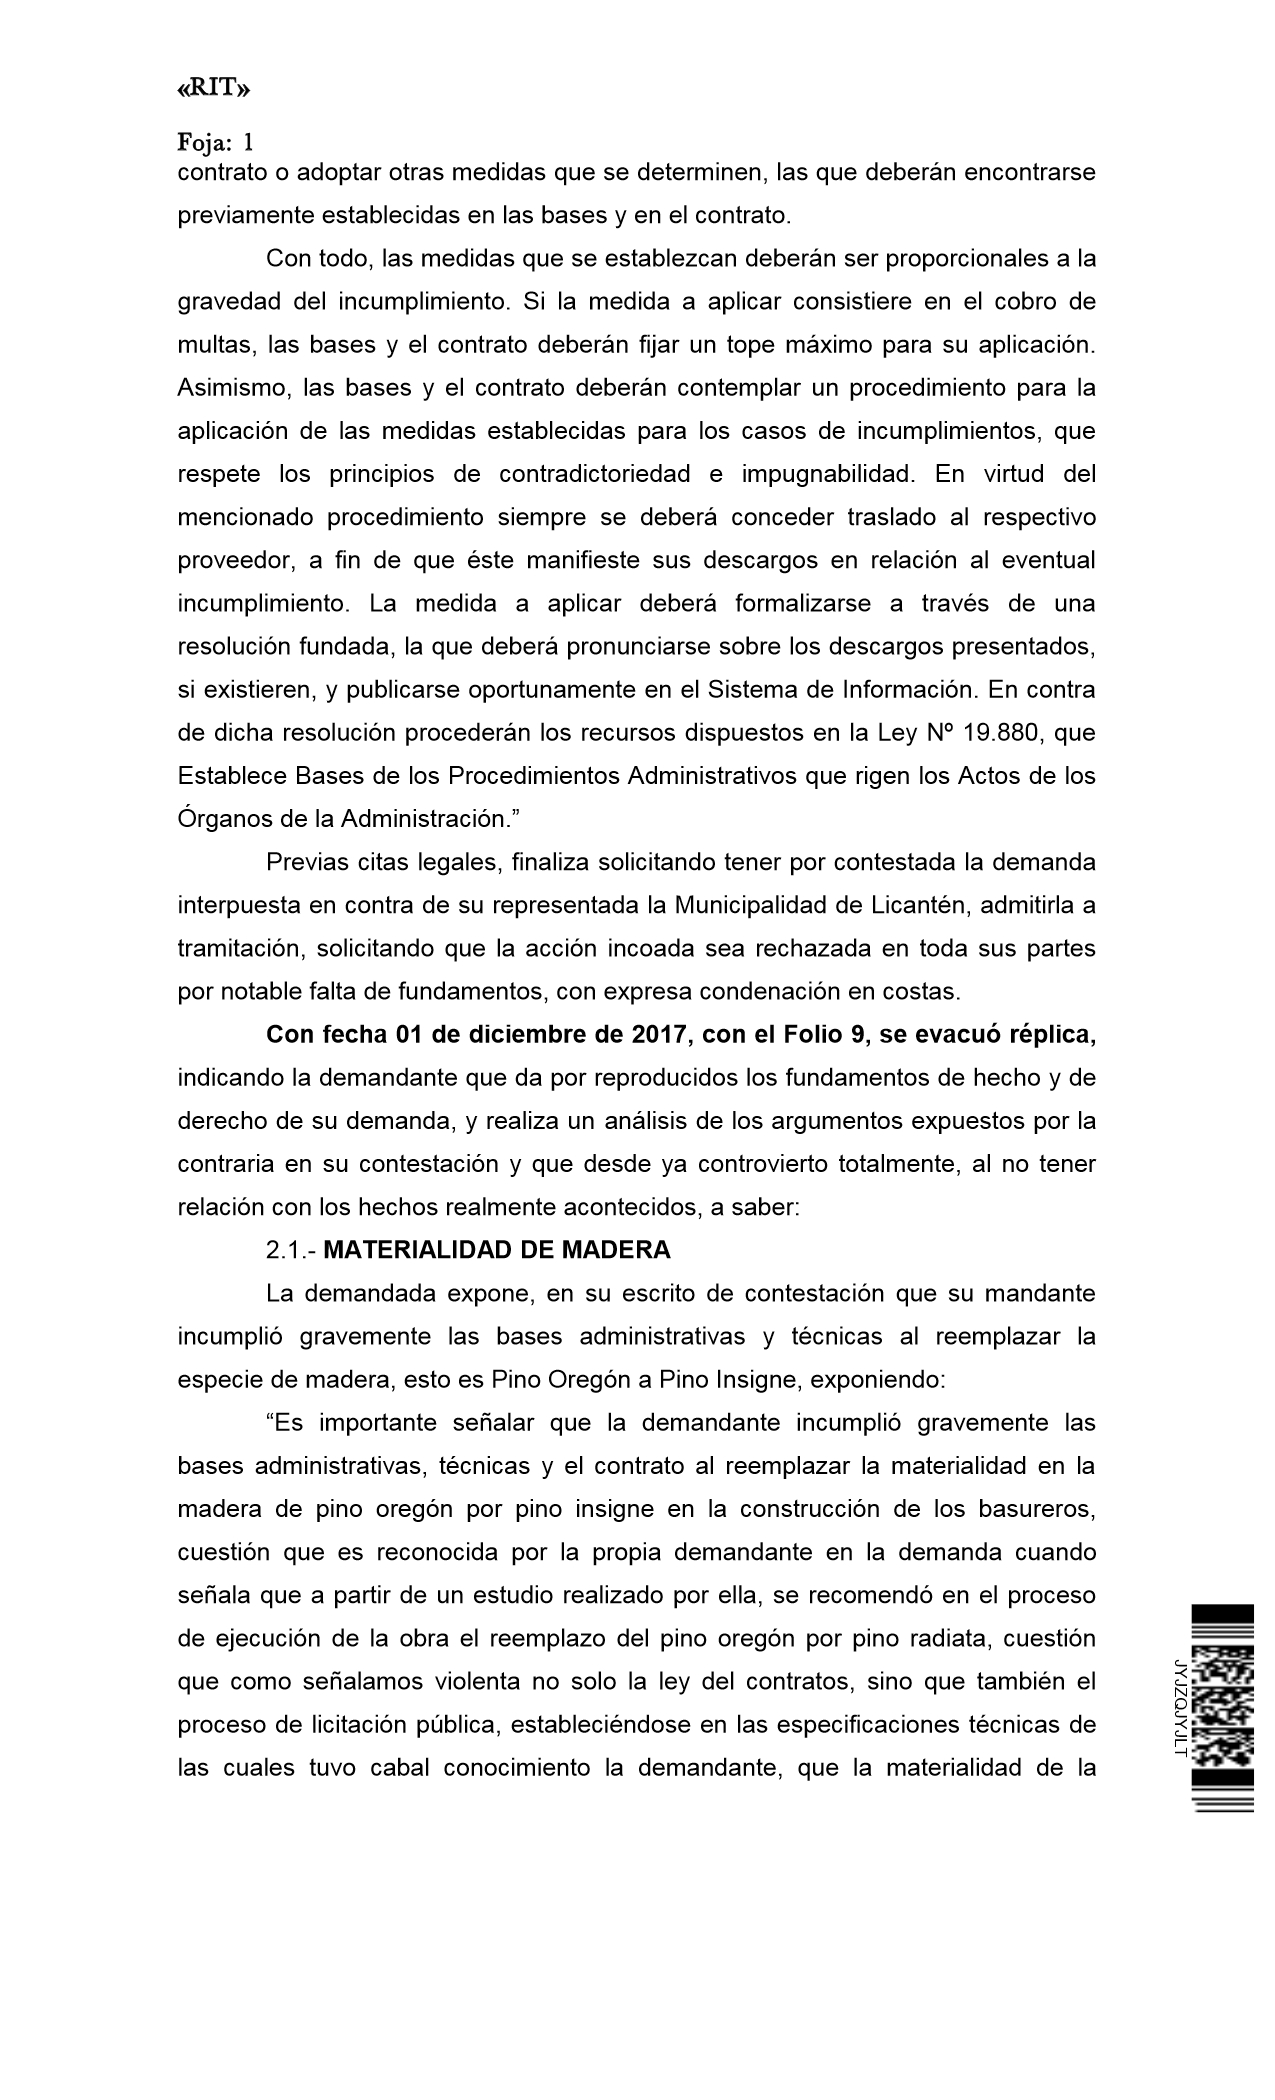 «RIT»
Foja: 1
contrato o adoptar otras medidas que se determinen, las que deberán encontrarse
previamente establecidas en las bases y en el contrato.
Con todo, las medidas que se establezcan deberán ser proporcionales a la
gravedad del incumplimiento. Si la medida a aplicar consistiere en el cobro de
multas, las bases y el contrato deberán fijar un tope máximo para su aplicación.
Asimismo, las bases y el contrato deberán contemplar un procedimiento para la
aplicación de las medidas establecidas para los casos de incumplimientos, que
respete los principios de contradictoriedad e impugnabilidad. En virtud del
mencionado procedimiento siempre se deberá conceder traslado al respectivo
proveedor, a fin de que éste manifieste sus descargos en relación al eventual
incumplimiento. La medida a aplicar deberá formalizarse a través de una
resolución fundada, la que deberá pronunciarse sobre los descargos presentados,
si existieren, y publicarse oportunamente en el Sistema de Información. En contra
de dicha resolución procederán los recursos dispuestos en la Ley Nº 19.880, que
Establece Bases de los Procedimientos Administrativos que rigen los Actos de los
Órganos de la Administración.”
Previas citas legales, finaliza solicitando tener por contestada la demanda
interpuesta en contra de su representada la Municipalidad de Licantén, admitirla a
tramitación, solicitando que la acción incoada sea rechazada en toda sus partes
por notable falta de fundamentos, con expresa condenación en costas.
Con fecha 01 de diciembre de 2017, con el Folio 9, se evacuó réplica,
indicando la demandante que da por reproducidos los fundamentos de hecho y de
derecho de su demanda, y realiza un análisis de los argumentos expuestos por la
contraria en su contestación y que desde ya controvierto totalmente, al no tener
relación con los hechos realmente acontecidos, a saber:
2.1.- MATERIALIDAD DE MADERA
La demandada expone, en su escrito de contestación que su mandante
incumplió gravemente las bases administrativas y técnicas al reemplazar la
especie de madera, esto es Pino Oregón a Pino Insigne, exponiendo:
“Es importante señalar que la demandante incumplió gravemente las
bases administrativas, técnicas y el contrato al reemplazar la materialidad en la
madera de pino oregón por pino insigne en la construcción de los basureros,
cuestión que es reconocida por la propia demandante en la demanda cuando
señala que a partir de un estudio realizado por ella, se recomendó en el proceso
de ejecución de la obra el reemplazo del pino oregón por pino radiata, cuestión
que como señalamos violenta no solo la ley del contratos, sino que también el
proceso de licitación pública, estableciéndose en las especificaciones técnicas de
las cuales tuvo cabal conocimiento la demandante, que la materialidad de la
JYJZQJYJLT